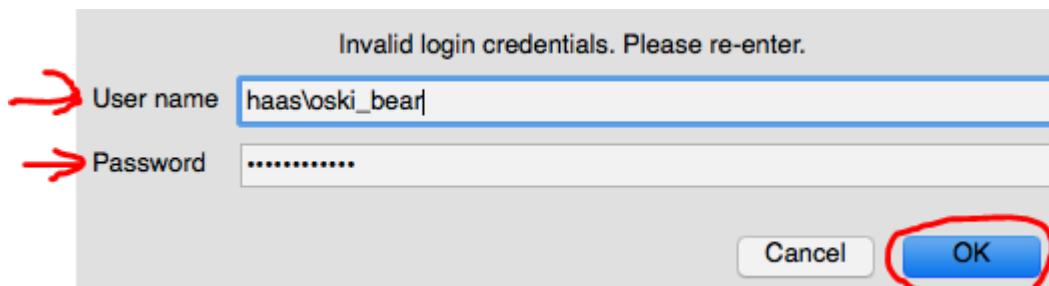 Invalid login credentials. Please re-enter.
User name haas\oski_bear
Password ••••••••••••
Cancel OK